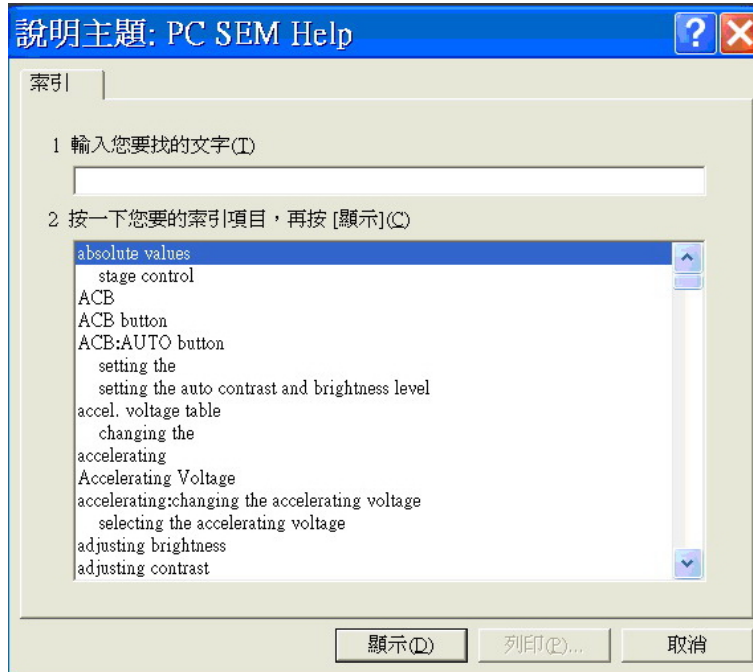 說明主題: PC SEM Help
索引
1 輸入您要找的文字(T)
2 按一下您要的索引項目，再按 [顯示](C)
absolute values
stage control
ACB
ACB button
ACB:AUTO button
setting the
setting the auto contrast and brightness level
accel. voltage table
changing the
accelerating
Accelerating Voltage
accelerating:changing the accelerating voltage
selecting the accelerating voltage
adjusting brightness
adjusting contrast
顯示(D) 列印(P)... 取消